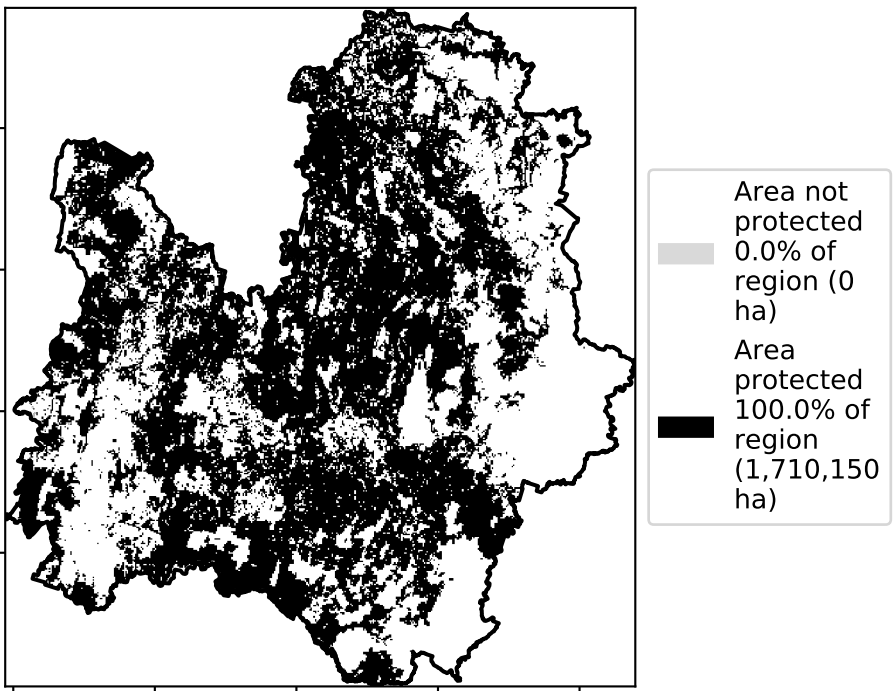 Area not
protected
0.0% of
region (0
ha)
Area
protected
100.0% of
region
(1,710,150
ha)